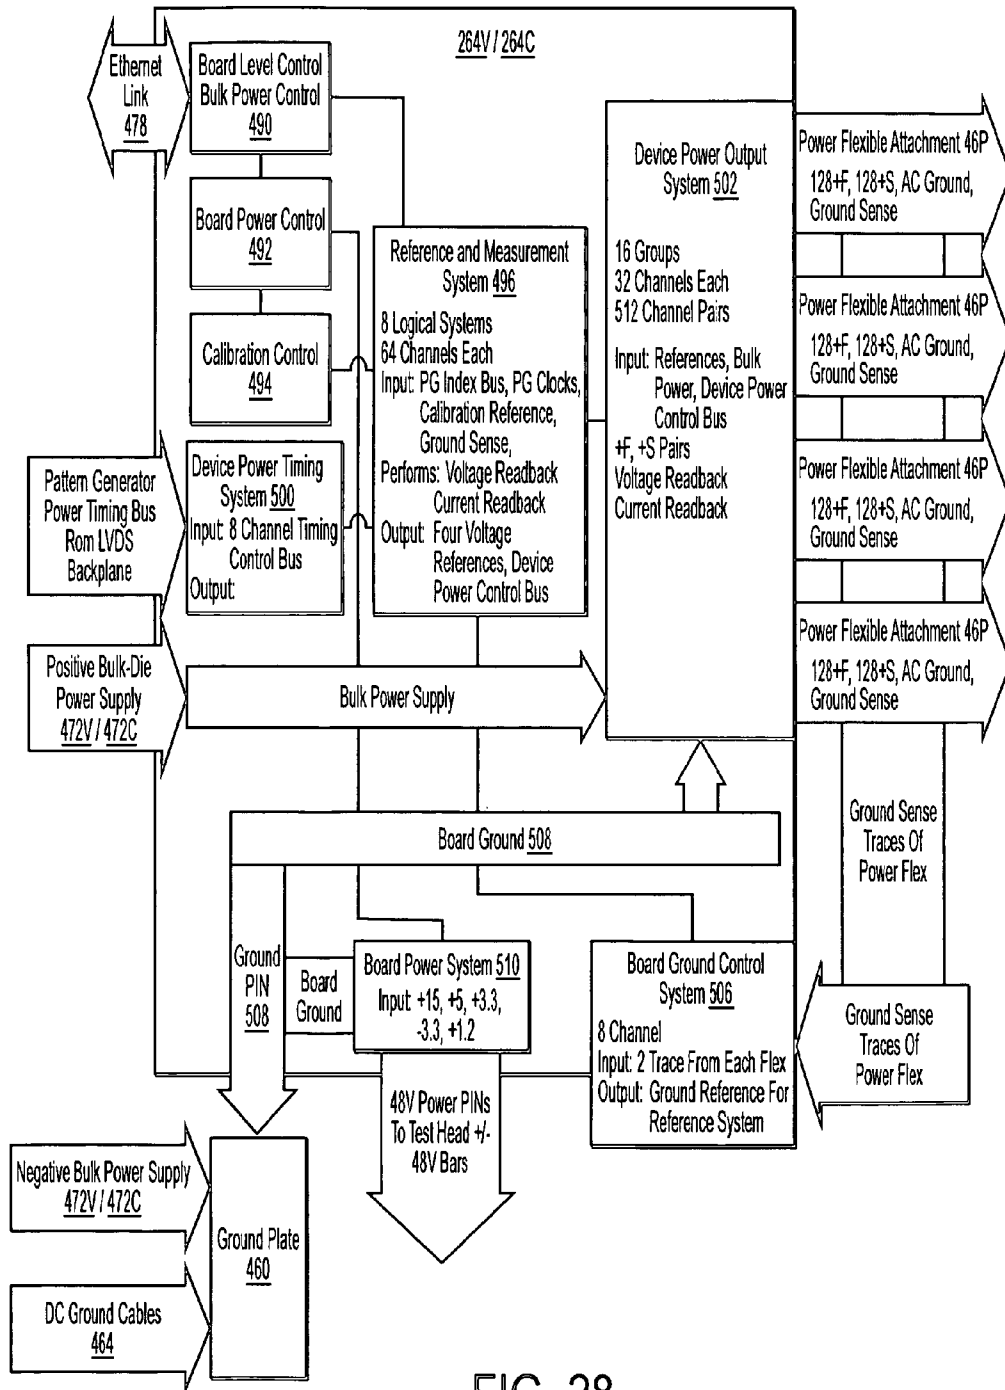 264V / 264C
Ethernet
Link
478
Board Level Control
Bulk Power Control
490
Board Power Control
492
Calibration Control
494
Device Power Timing
System 500
Input: 8 Channel Timing
Control Bus
Output:
Pattern Generator
Power Timing Bus
Rom LVDS
Backplane
Positive Bulk-Die
Power Supply
472V / 472C
Bulk Power Supply
Reference and Measurement
System 496
8 Logical Systems
64 Channels Each
Input: PG Index Bus, PG Clocks,
Calibration Reference,
Ground Sense,
Performs: Voltage Readback
Current Readback
Output: Four Voltage
References, Device
Power Control Bus
Device Power Output
System 502
16 Groups
32 Channels Each
512 Channel Pairs
Input: References, Bulk
Power, Device Power
Control Bus
+F, +S Pairs
Voltage Readback
Current Readback
Power Flexible Attachment 46P
128+F, 128+S, AC Ground,
Ground Sense
Power Flexible Attachment 46P
128+F, 128+S, AC Ground,
Ground Sense
Power Flexible Attachment 46P
128+F, 128+S, AC Ground,
Ground Sense
Power Flexible Attachment 46P
128+F, 128+S, AC Ground,
Ground Sense
Ground Sense
Traces Of
Power Flex
Board Ground 508
Ground
PIN
508
Board
Ground
Board Power System 510
Input: +15, +5, +3.3,
-3.3, +1.2
Board Ground Control
System 506
8 Channel
Input: 2 Trace From Each Flex
Output: Ground Reference For
Reference System
Ground Sense
Traces Of
Power Flex
48V Power PINs
To Test Head +/-
48V Bars
Negative Bulk Power Supply
472V / 472C
Ground Plate
460
DC Ground Cables
464
FIG. 28